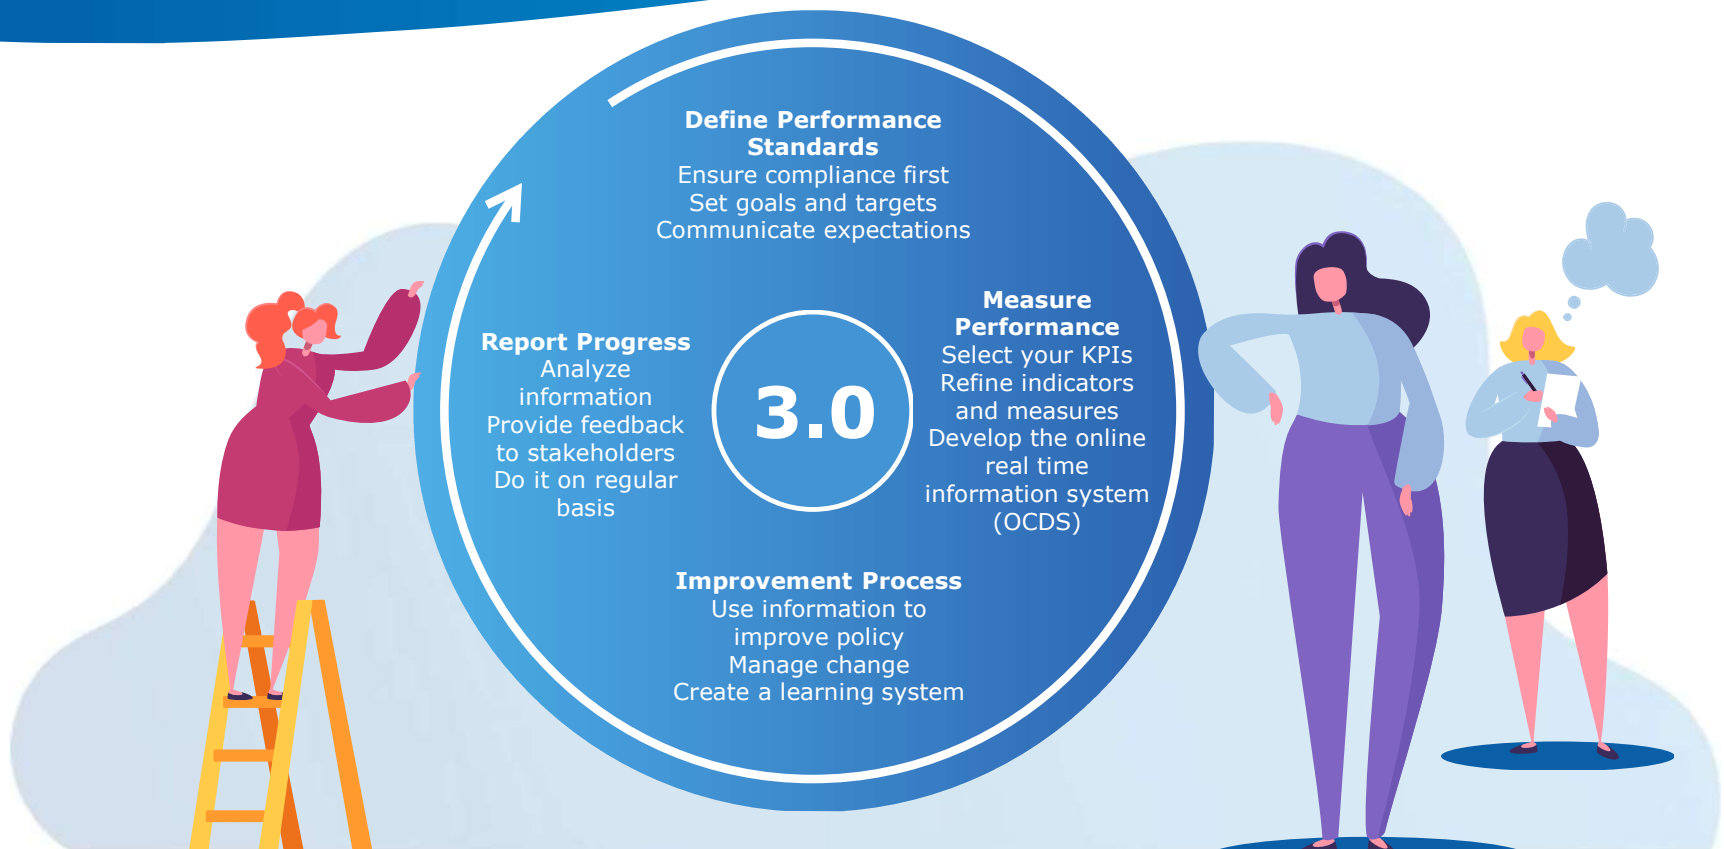 Define Performance
Standards
Ensure compliance first
Set goals and targets
Communicate expectations
Measure
Performance
Select your KPIs
Refine indicators
and measures
Develop the online
real time
information system
(OCDS)
Improvement Process
Use information to
improve policy
Manage change
Create a learning system
Report Progress
Analyze
information
Provide feedback
to stakeholders
Do it on regular
basis
3.0